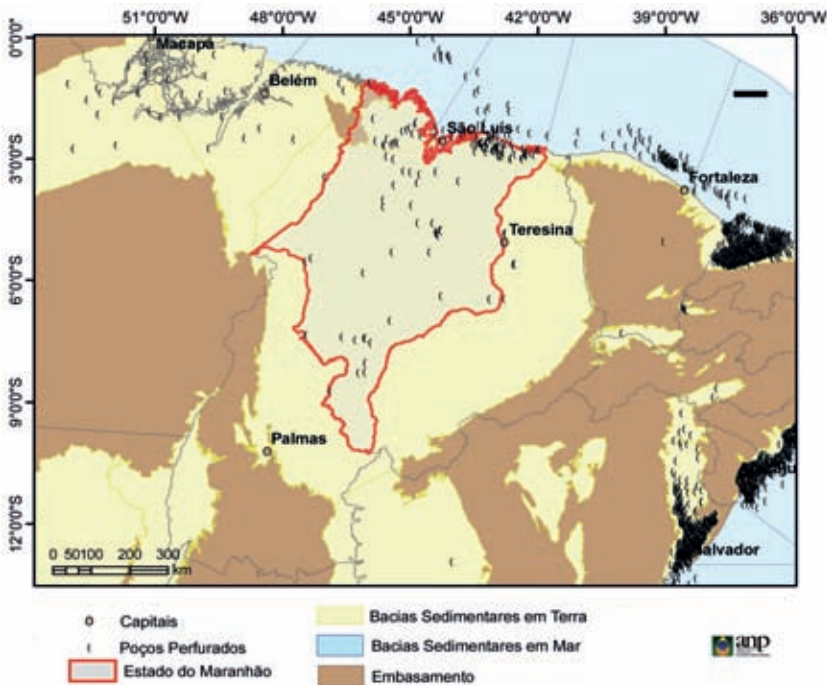 51°0'0"W 48°0'0"W 45°0'0"W 42°0'0"W 39°0'0"W 36°0'0"W
0°0'0"
Macapá
Belém
São Luís
3°0'0"S
Fortaleza
Teresina
6°0'0"S
9°0'0"S
Palmas
12°0'0"S
Salvador
0 50100 200 300
km
Capitais
Poços Perfurados
Estado do Maranhão
Bacias Sedimentares em Terra
Bacias Sedimentares em Mar
Embasamento
anp